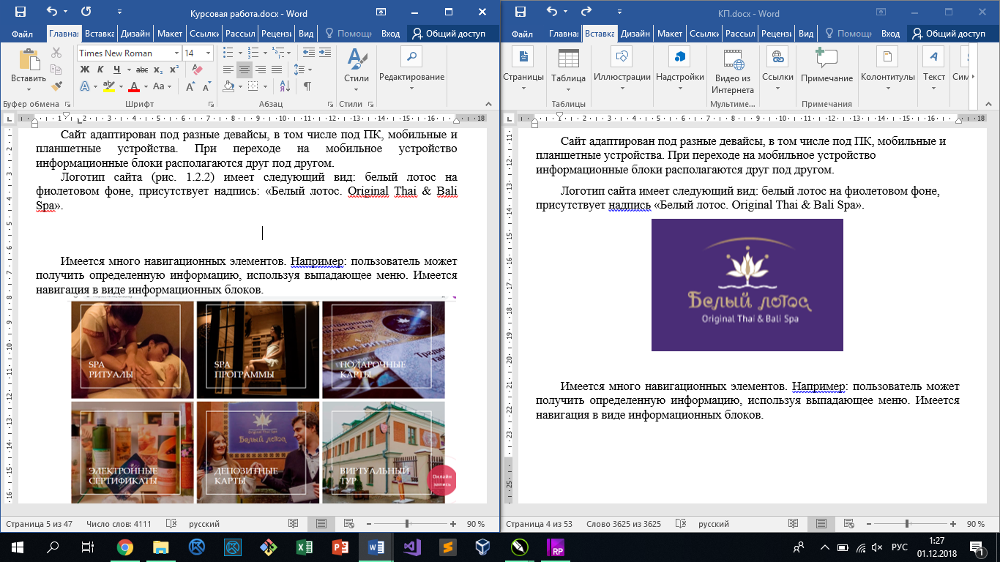 Курсовая работа.docx - Word
Файл Главная Вставка Дизайн Макет Ссылки Рассыл Реценз Вид Помощн Вход Общий доступ
Times New Roman 14
Вставить
Ж К Ч abc x₂ x²
Стили Редактирование
Буфер обмена Шрифт Абзац Стили
Сайт адаптирован под разные девайсы, в том числе под ПК, мобильные и
планшетные устройства. При переходе на мобильное устройство
информационные блоки располагаются друг под другом.
Логотип сайта (рис. 1.2.2) имеет следующий вид: белый лотос на
фиолетовом фоне, присутствует надпись: «Белый лотос. Original Thai & Bali
Spa».
Имеется много навигационных элементов. Например: пользователь может
получить определенную информацию, используя выпадающее меню. Имеется
навигация в виде информационных блоков.
SPA
РИТУАЛЫ
SPA
ПРОГРАММЫ
ПОДАРОЧНЫЕ
КАРТЫ
ЭЛЕКТРОННЫЕ
СЕРТИФИКАТЫ
Original Thai & Bali Spa
Белый лотос
ДЕПОЗИТНЫЕ
КАРТЫ
ВИРТУАЛЬНЫЙ
ТУР
Онлайн
запись
Страница 5 из 47 Число слов: 4111 русский 90 %
КП.docx - Word
Файл Главная Вставка Дизайн Макет Ссылки Рассыл Реценз Вид Помощн Вход Общий доступ
Страницы Таблица Иллюстрации Надстройки Видео из Интернета Ссылки Примечание Колонтитулы Текст Сим
Таблицы Мультиме... Примечания
Сайт адаптирован под разные девайсы, в том числе под ПК, мобильные и
планшетные устройства. При переходе на мобильное устройство
информационные блоки располагаются друг под другом.
Логотип сайта имеет следующий вид: белый лотос на фиолетовом фоне,
присутствует надпись «Белый лотос. Original Thai & Bali Spa».
Белый лотос
Original Thai & Bali Spa
Имеется много навигационных элементов. Например: пользователь может
получить определенную информацию, используя выпадающее меню. Имеется
навигация в виде информационных блоков.
Страница 4 из 53 Слово 3625 из 3625 русский 90 %
РУС 1:27
01.12.2018